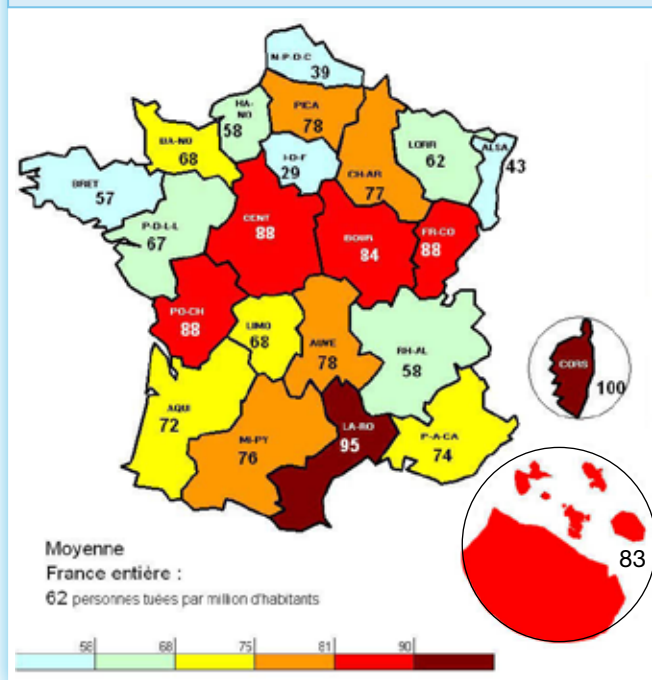 N-P-D-C
39
HA-NO
58
PICA
78
BA-NO
68
I-D-F
29
CH-AR
77
LORR
62
ALSA
43
BRET
57
P-D-L-L
67
CENT
88
BOUR
84
FR-CO
88
PO-CH
88
LIMO
68
AUVE
78
RH-AL
58
CORS
100
AQUI
72
MI-PY
76
LA-RO
95
P-A-CA
74
83
Moyenne
France entière :
62 personnes tuées par million d'habitants
58 68 75 81 90